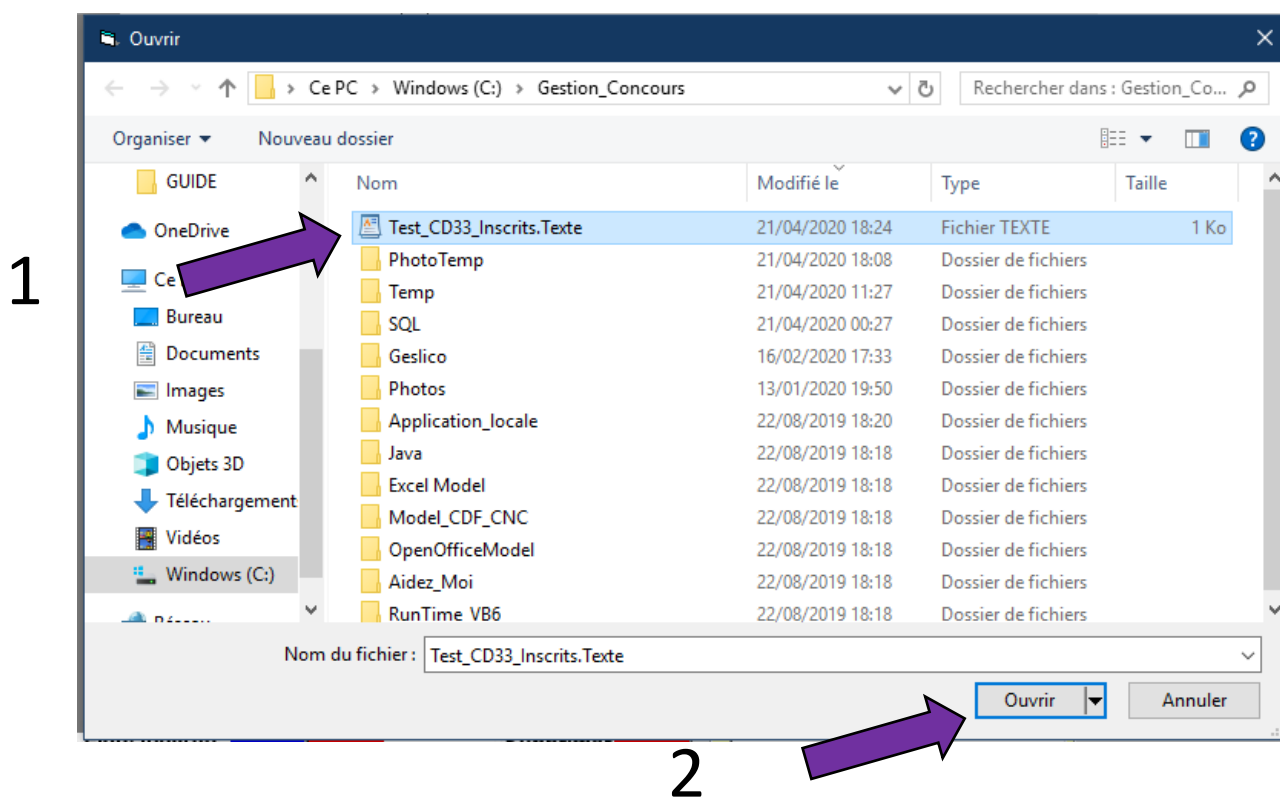 Ouvrir
Ce PC > Windows (C:) > Gestion_Concours
Rechercher dans : Gestion_Co...
Organiser
Nouveau dossier
?
GUIDE
OneDrive
Ce
Bureau
Documents
Images
Musique
Objets 3D
Téléchargement
Vidéos
Windows (C:)
Nom Modifié le Type Taille
Test_CD33_Inscrits.Texte 21/04/2020 18:24 Fichier TEXTE 1 Ko
PhotoTemp 21/04/2020 18:08 Dossier de fichiers
Temp 21/04/2020 11:27 Dossier de fichiers
SQL 21/04/2020 00:27 Dossier de fichiers
Geslico 16/02/2020 17:33 Dossier de fichiers
Photos 13/01/2020 19:50 Dossier de fichiers
Application_locale 22/08/2019 18:20 Dossier de fichiers
Java 22/08/2019 18:18 Dossier de fichiers
Excel Model 22/08/2019 18:18 Dossier de fichiers
Model_CDF_CNC 22/08/2019 18:18 Dossier de fichiers
OpenOfficeModel 22/08/2019 18:18 Dossier de fichiers
Aidez_Moi 22/08/2019 18:18 Dossier de fichiers
RunTime VB6 22/08/2019 18:18 Dossier de fichiers
1
Nom du fichier : Test_CD33_Inscrits.Texte
Ouvrir
Annuler
2